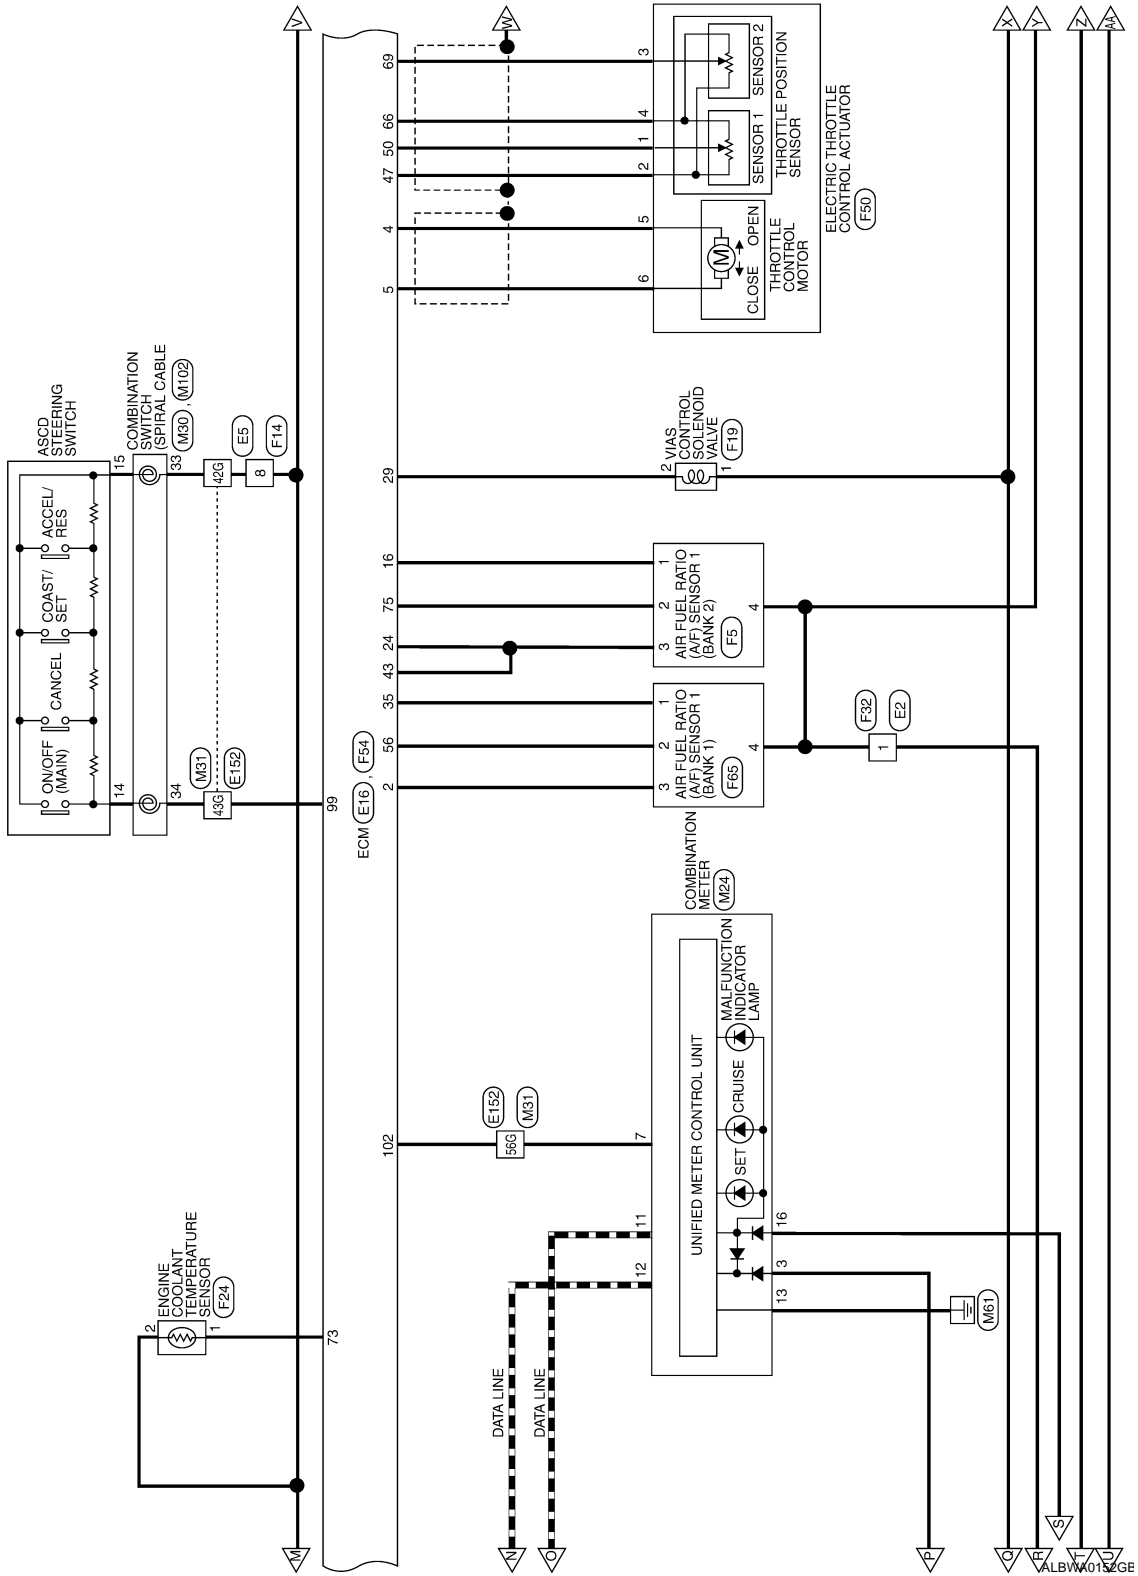 V
W
X
Y
Z
AA
ASCD
STEERING
SWITCH
ON/OFF
(MAIN)
CANCEL
COAST/
SET
ACCEL/
RES
14
15
COMBINATION
SWITCH
(SPIRAL CABLE
M30 , M102
34
33
43G
42G
M31
E152
E5
8
F14
ENGINE
COOLANT
TEMPERATURE
SENSOR
F24
2
1
73
99
ECM E16 , F54
102
2
56
35
43
24
75
16
29
5
4
47
50
66
69
DATA LINE
DATA LINE
56G
E152
M31
12
11
7
COMBINATION
METER
M24
UNIFIED METER CONTROL UNIT
SET
CRUISE
MALFUNCTION
INDICATOR
LAMP
13
3
16
M61
3
2
1
AIR FUEL RATIO
(A/F) SENSOR 1
(BANK 1)
F65
4
3
2
1
AIR FUEL RATIO
(A/F) SENSOR 1
(BANK 2)
F5
4
F32
1
E2
2
1
VIAS
CONTROL
SOLENOID
VALVE
F19
6
5
2
1
4
3
M
CLOSE
OPEN
THROTTLE
CONTROL
MOTOR
SENSOR 1
SENSOR 2
THROTTLE POSITION
SENSOR
ELECTRIC THROTTLE
CONTROL ACTUATOR
F50
M
N
O
P
Q
R
S
T
U
ALBWA0152GB